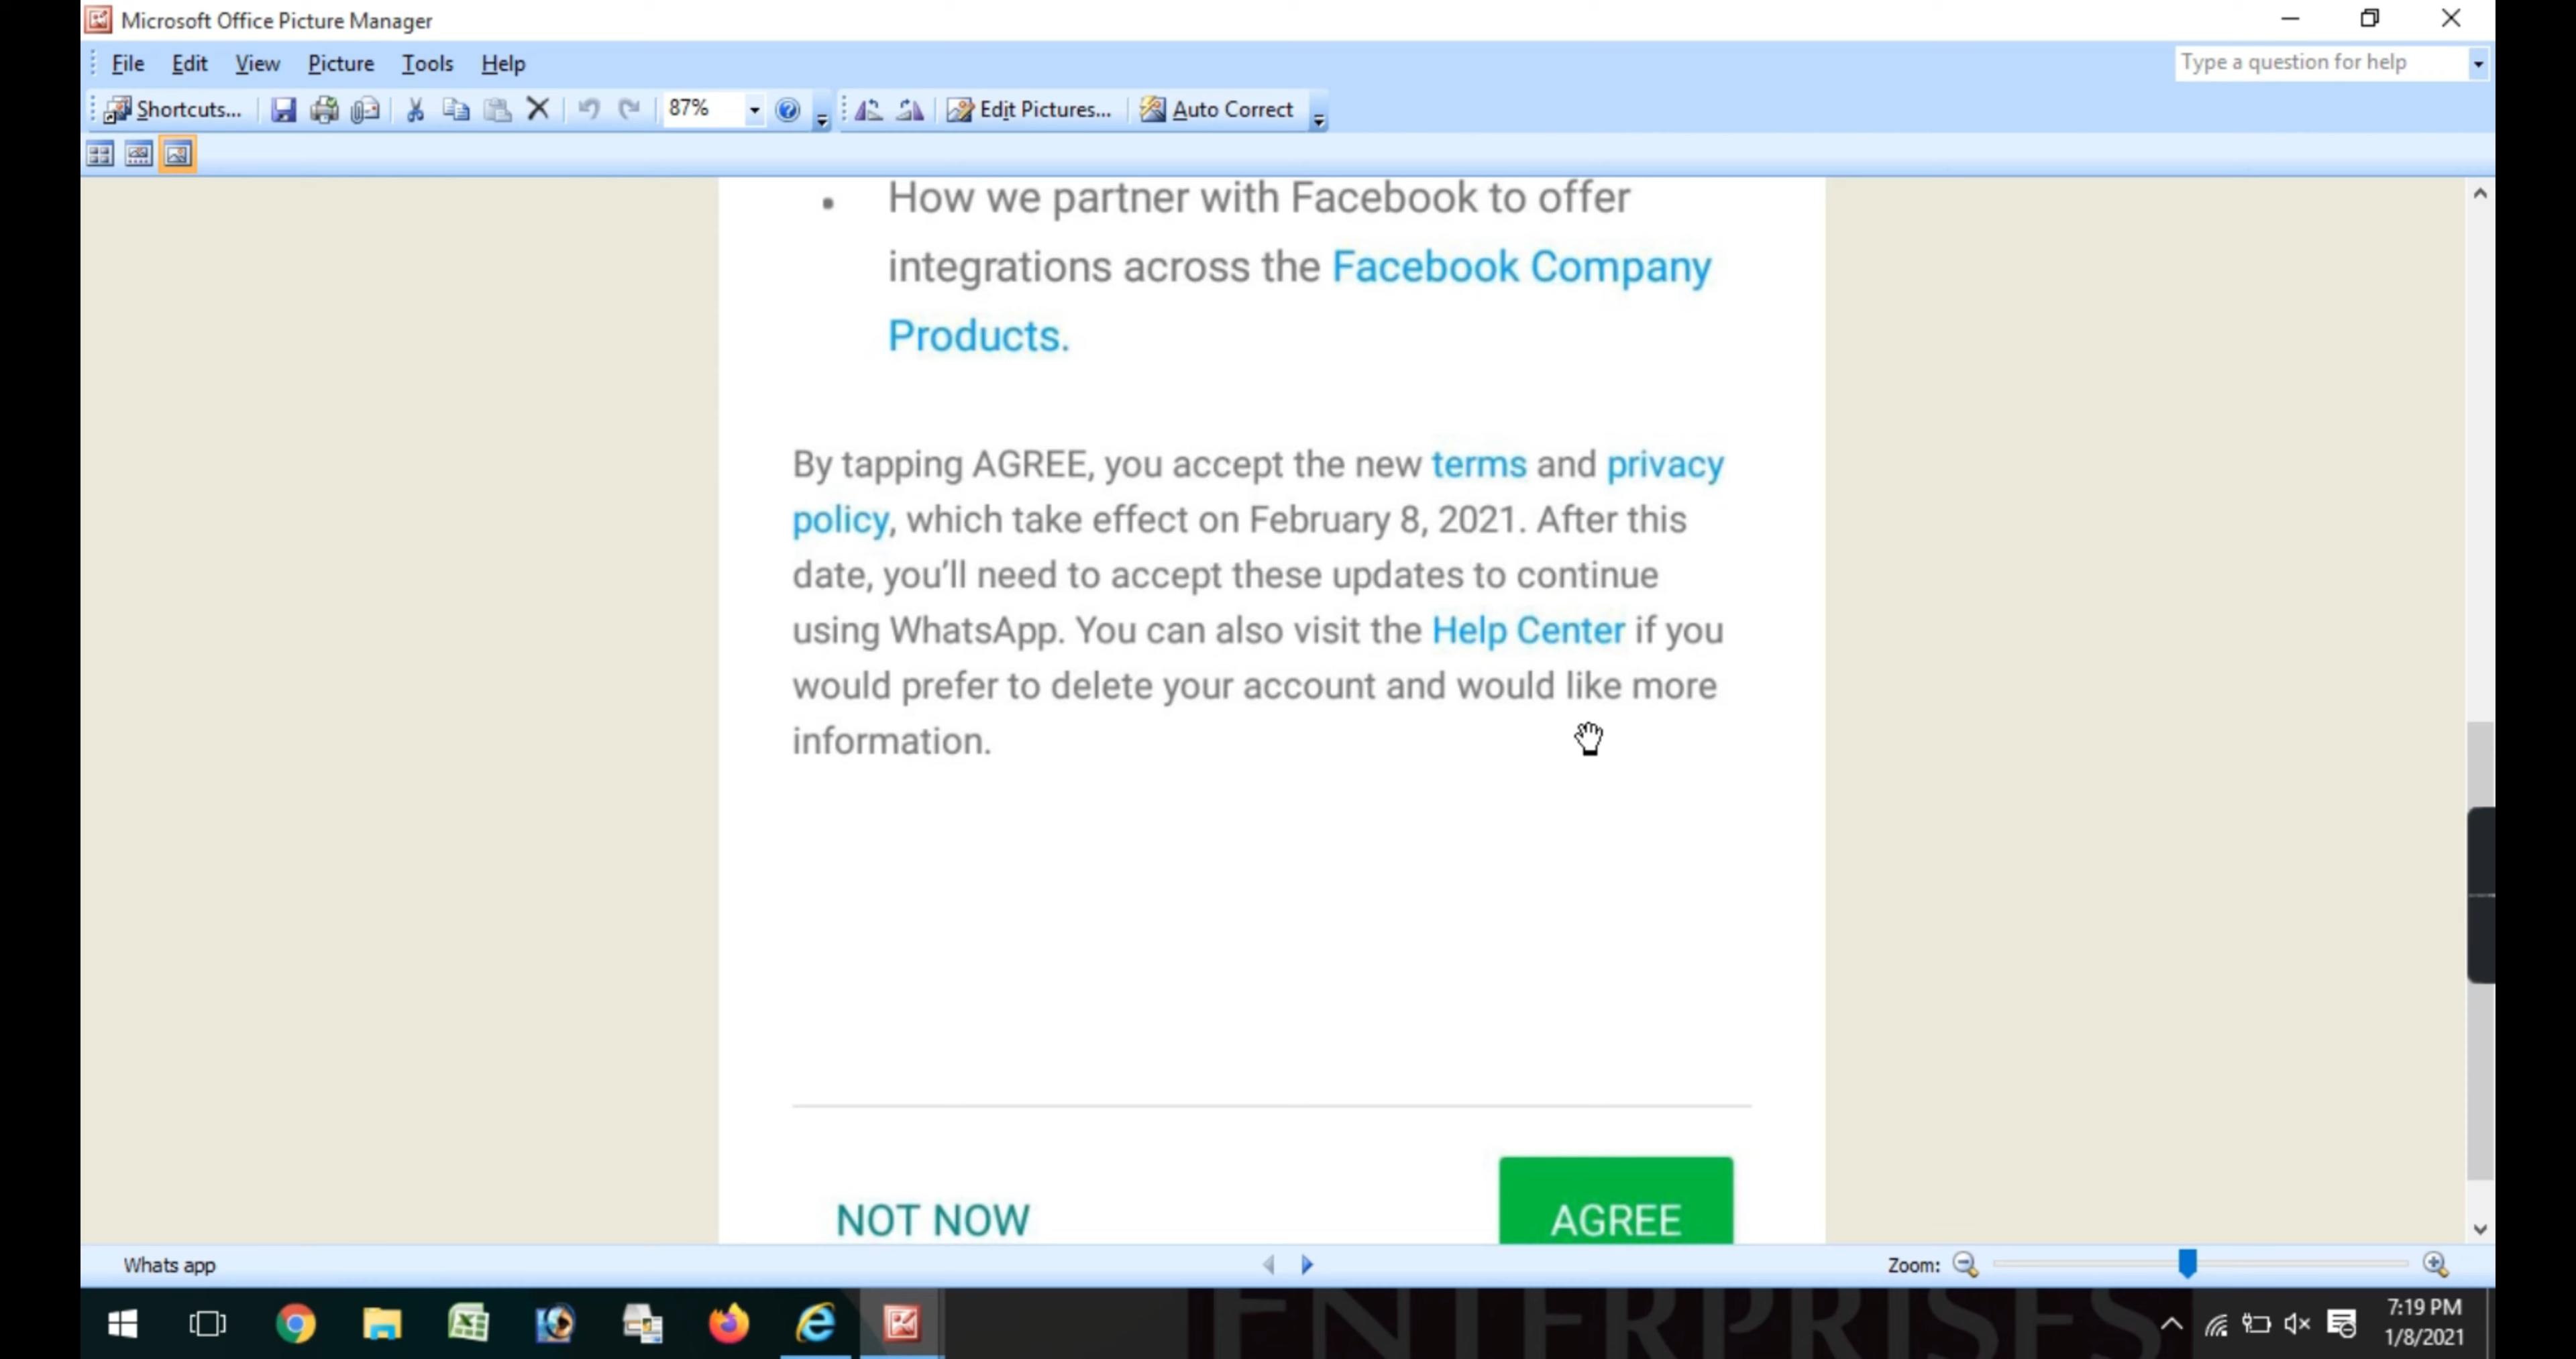 Microsoft Office Picture Manager
File Edit View Picture Tools Help Type a question for help
Shortcuts... 87% Edit Pictures... Auto Correct
• How we partner with Facebook to offer
integrations across the Facebook Company
Products.
By tapping AGREE, you accept the new terms and privacy
policy, which take effect on February 8, 2021. After this
date, you'll need to accept these updates to continue
using WhatsApp. You can also visit the Help Center if you
would prefer to delete your account and would like more
information.
NOT NOW AGREE
Whats app Zoom:
ENTERPRISES
7:19 PM
1/8/2021